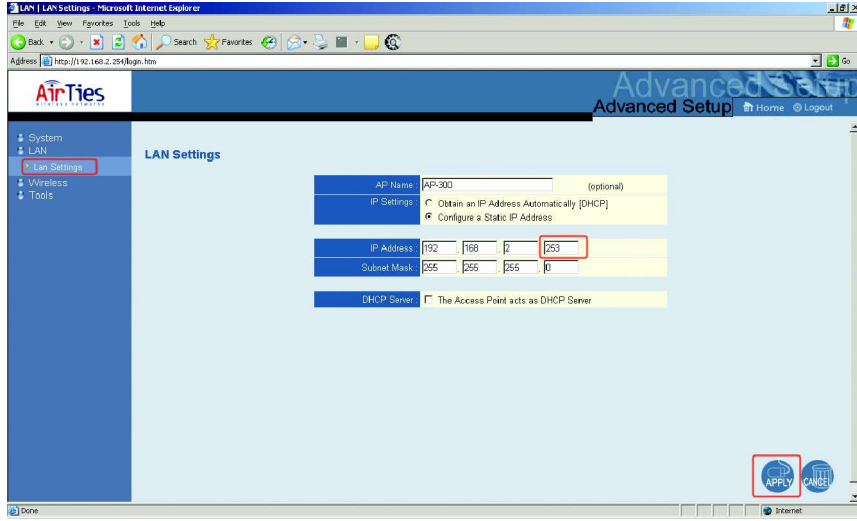 LAN | LAN Settings - Microsoft Internet Explorer
File Edit View Favorites Tools Help
Back Search Favorites
Address http://192.168.2.254/login.htm Go
AirTies
wireless networks
Advanced Setup
Advanced Setup
Home Logout
System
LAN
Lan Settings
Wireless
Tools
LAN Settings
AP Name : AP-300 (optional)
IP Settings : Obtain an IP Address Automatically [DHCP]
Configure a Static IP Address
IP Address : 192 . 168 . 2 . 253
Subnet Mask : 255 . 255 . 255 . 0
DHCP Server : The Access Point acts as DHCP Server
APPLY CANCEL
Done Internet